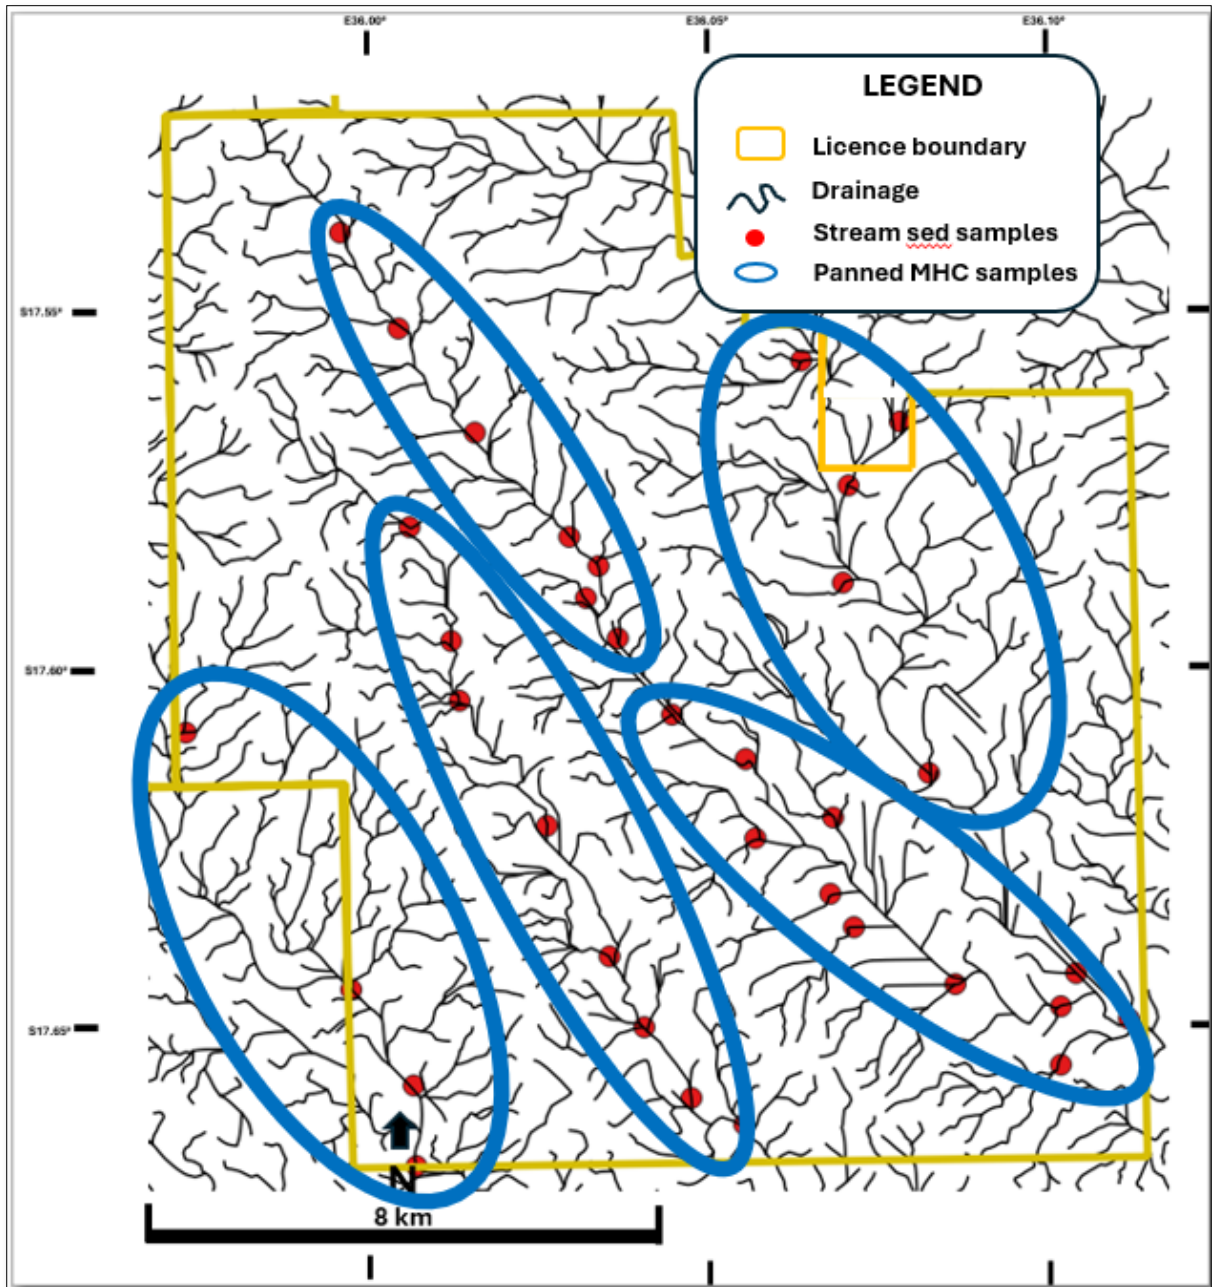 E36.00° E36.05° E36.10°
LEGEND
Licence boundary
Drainage
Stream sed samples
Panned MHC samples
S17.55°
S17.60°
S17.65°
N
8 km